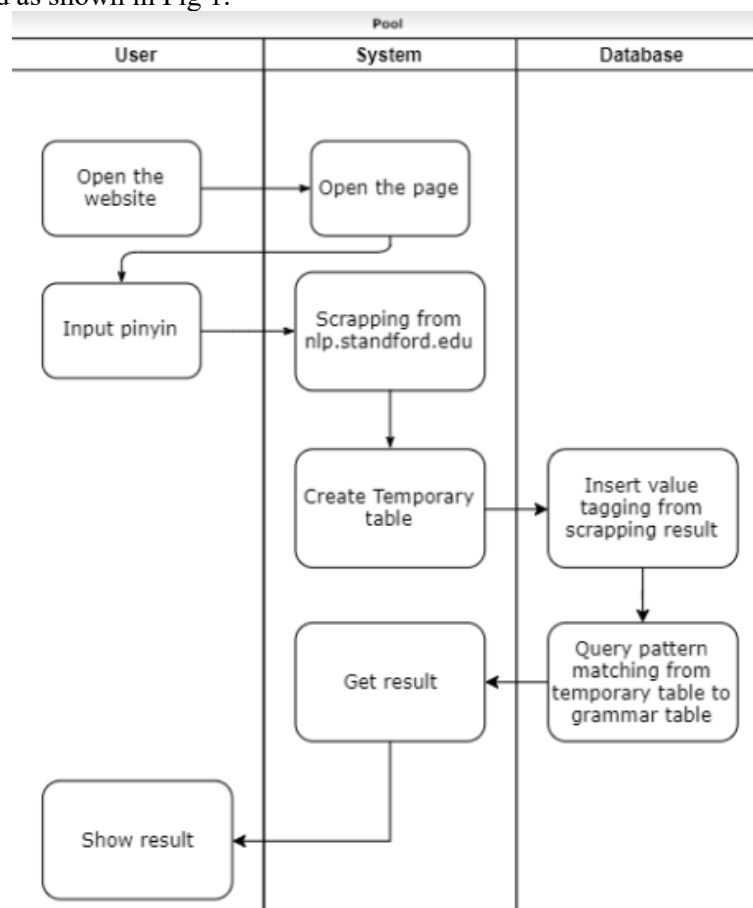 d as shown in Fig 1.
Pool
User
System
Database
Open the
website
Open the page
Input pinyin
Scrapping from
nlp.standford.edu
Create Temporary
table
Insert value
tagging from
scrapping result
Query pattern
matching from
temporary table to
grammar table
Get result
Show result